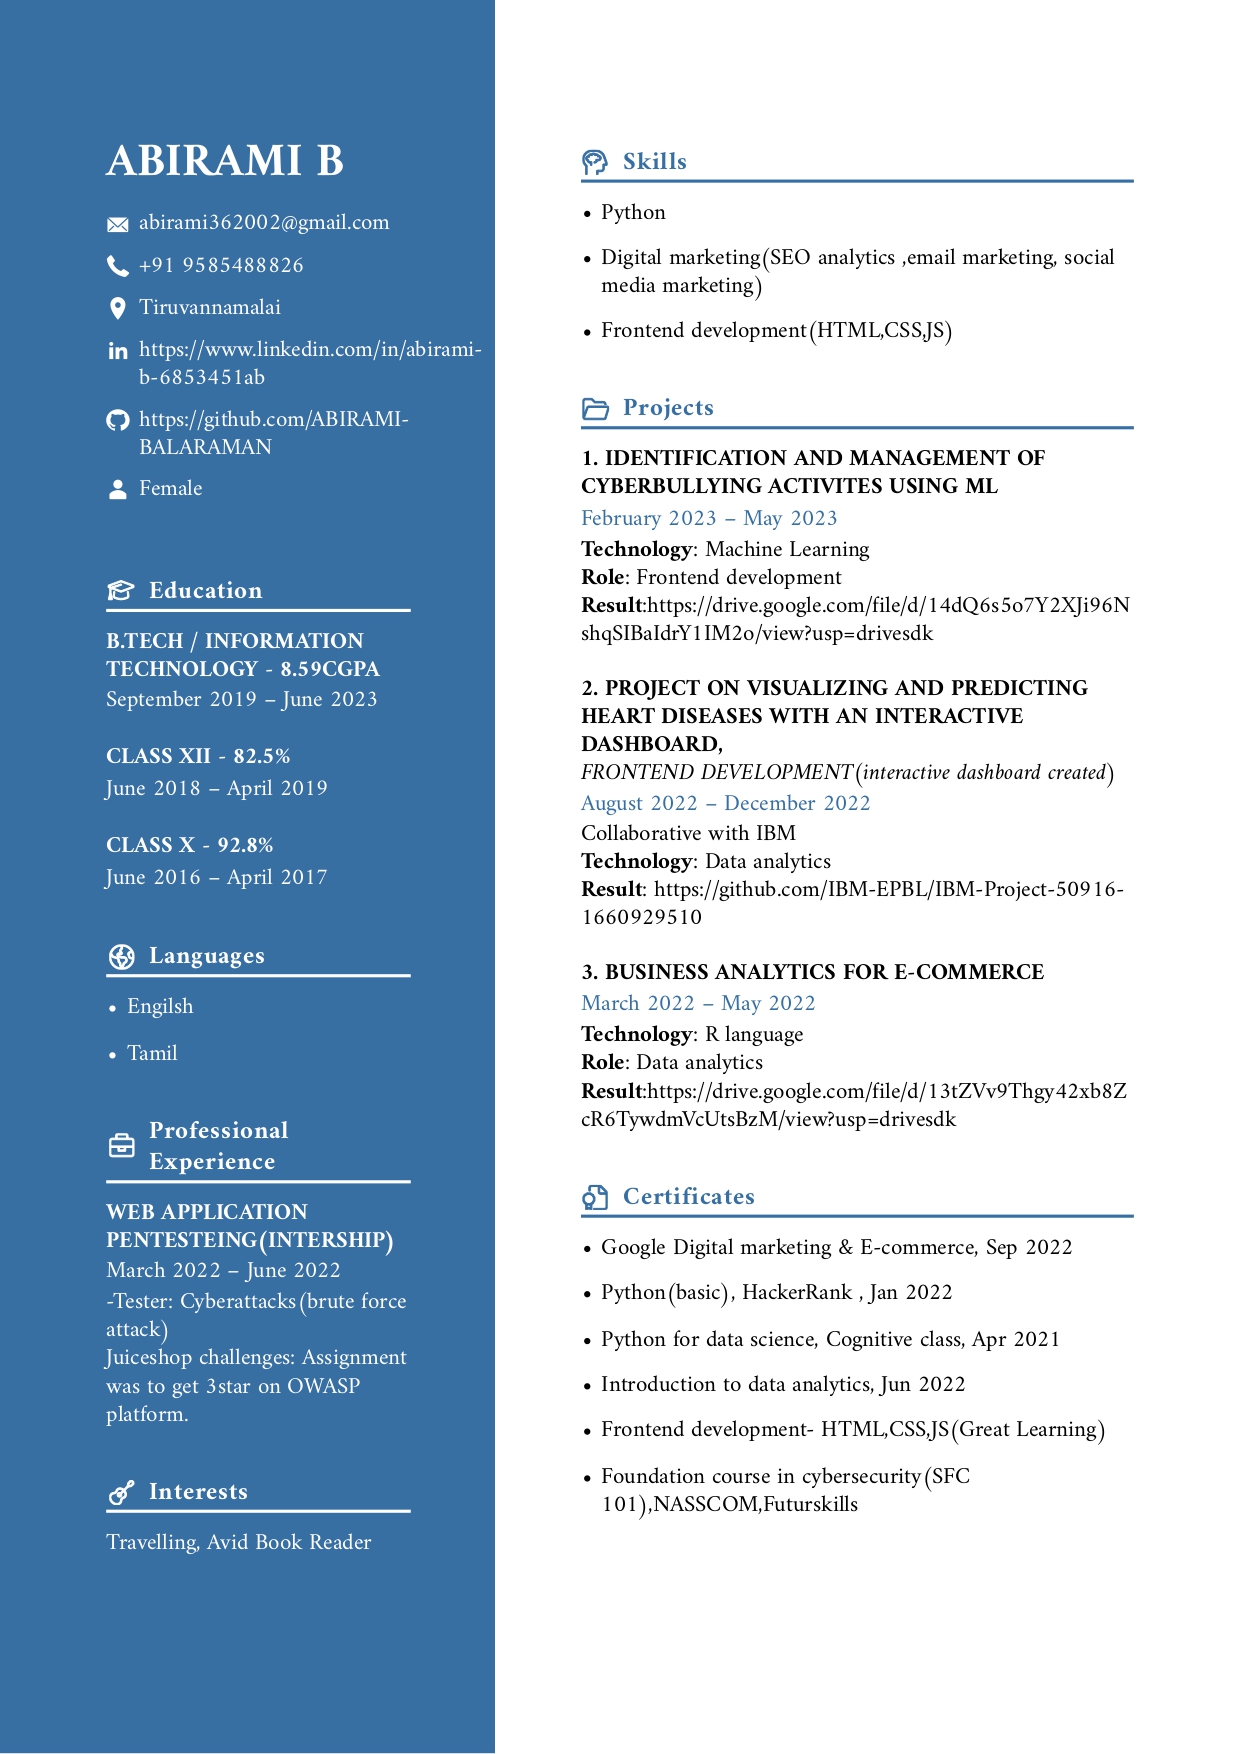 ABIRAMI B
abirami362002@gmail.com
+91 9585488826
Tiruvannamalai
https://www.linkedin.com/in/abirami-
b-6853451ab
https://github.com/ABIRAMI-
BALARAMAN
Female
Education
B.TECH / INFORMATION
TECHNOLOGY - 8.59CGPA
September 2019 – June 2023
CLASS XII - 82.5%
June 2018 – April 2019
CLASS X - 92.8%
June 2016 – April 2017
Languages
• Engilsh
• Tamil
Professional
Experience
WEB APPLICATION
PENTESTEING(INTERSHIP)
March 2022 – June 2022
-Tester: Cyberattacks(brute force
attack)
Juiceshop challenges: Assignment
was to get 3star on OWASP
platform.
Interests
Travelling, Avid Book Reader
Skills
• Python
• Digital marketing(SEO analytics ,email marketing, social
media marketing)
• Frontend development(HTML,CSS,JS)
Projects
1. IDENTIFICATION AND MANAGEMENT OF
CYBERBULLYING ACTIVITES USING ML
February 2023 – May 2023
Technology: Machine Learning
Role: Frontend development
Result:https://drive.google.com/file/d/14dQ6s5o7Y2XJi96N
shqSIBaIdrY1IM2o/view?usp=drivesdk
2. PROJECT ON VISUALIZING AND PREDICTING
HEART DISEASES WITH AN INTERACTIVE
DASHBOARD,
FRONTEND DEVELOPMENT(interactive dashboard created)
August 2022 – December 2022
Collaborative with IBM
Technology: Data analytics
Result: https://github.com/IBM-EPBL/IBM-Project-50916-
1660929510
3. BUSINESS ANALYTICS FOR E-COMMERCE
March 2022 – May 2022
Technology: R language
Role: Data analytics
Result:https://drive.google.com/file/d/13tZVv9Thgy42xb8Z
cR6TywdmVcUtsBzM/view?usp=drivesdk
Certificates
• Google Digital marketing & E-commerce, Sep 2022
• Python(basic), HackerRank , Jan 2022
• Python for data science, Cognitive class, Apr 2021
• Introduction to data analytics, Jun 2022
• Frontend development- HTML,CSS,JS(Great Learning)
• Foundation course in cybersecurity(SFC
101),NASSCOM,Futurskills